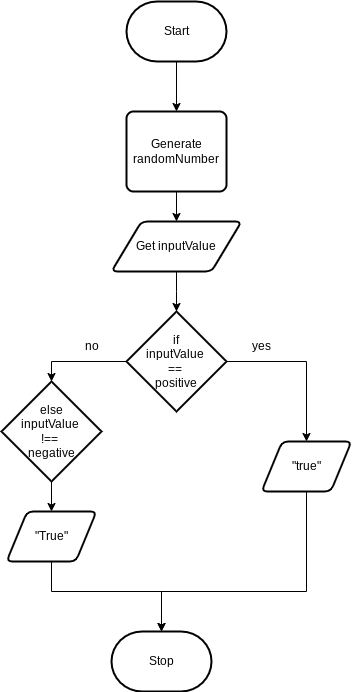 Start
Generate
randomNumber
Get inputValue
if
inputValue
==
positive
no
yes
else
inputValue
!==
negative
"true"
"True"
Stop